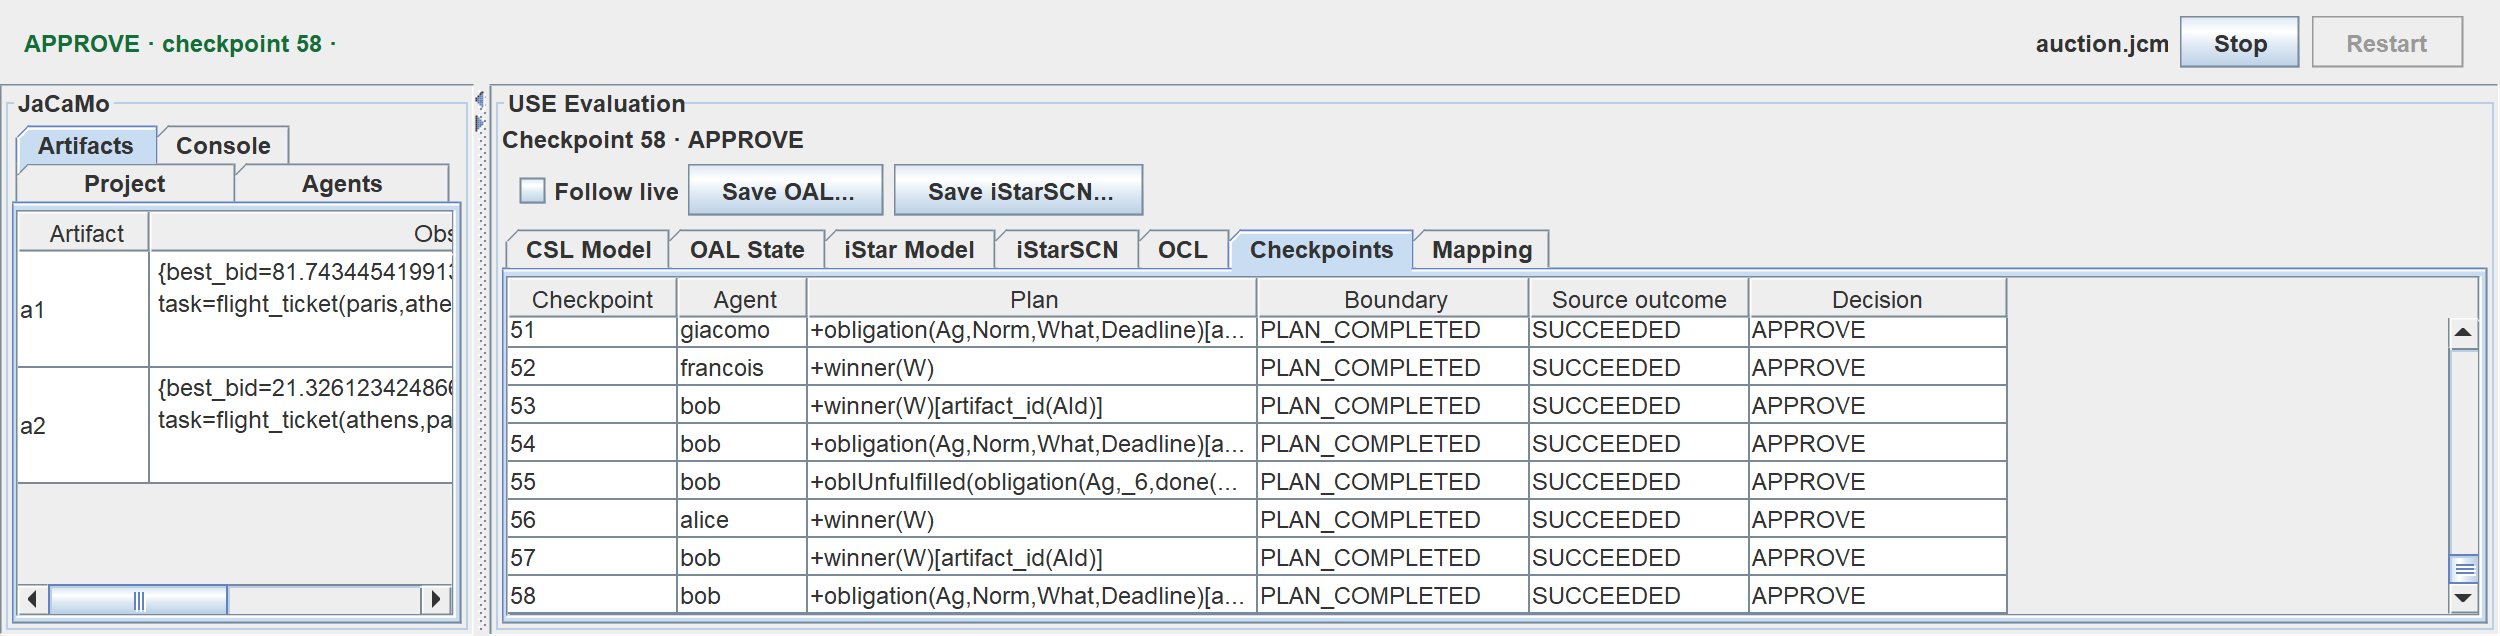 APPROVE · checkpoint 58 ·
auction.jcm Stop Restart
JaCaMo
Artifacts Console
Project Agents
Artifact Obs
a1 {best_bid=81.743445419913
task=flight_ticket(paris,athe
a2 {best_bid=21.326123424866
task=flight_ticket(athens,pa
USE Evaluation
Checkpoint 58 · APPROVE
Follow live Save OAL... Save iStarSCN...
CSL Model OAL State iStar Model iStarSCN OCL Checkpoints Mapping
Checkpoint Agent Plan Boundary Source outcome Decision
51 giacomo +obligation(Ag,Norm,What,Deadline)[a... PLAN_COMPLETED SUCCEEDED APPROVE
52 francois +winner(W) PLAN_COMPLETED SUCCEEDED APPROVE
53 bob +winner(W)[artifact_id(AId)] PLAN_COMPLETED SUCCEEDED APPROVE
54 bob +obligation(Ag,Norm,What,Deadline)[a... PLAN_COMPLETED SUCCEEDED APPROVE
55 bob +oblUnfulfilled(obligation(Ag,_6,done(... PLAN_COMPLETED SUCCEEDED APPROVE
56 alice +winner(W) PLAN_COMPLETED SUCCEEDED APPROVE
57 bob +winner(W)[artifact_id(AId)] PLAN_COMPLETED SUCCEEDED APPROVE
58 bob +obligation(Ag,Norm,What,Deadline)[a... PLAN_COMPLETED SUCCEEDED APPROVE